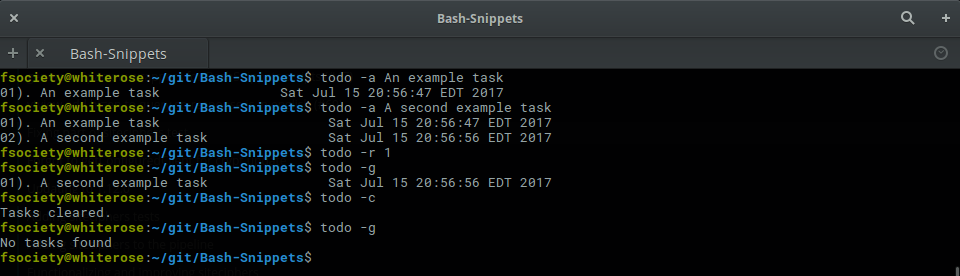 Bash-Snippets
Bash-Snippets
fsociety@whiterose:~/git/Bash-Snippets$ todo -a An example task
01). An example task Sat Jul 15 20:56:47 EDT 2017
fsociety@whiterose:~/git/Bash-Snippets$ todo -a A second example task
01). An example task Sat Jul 15 20:56:47 EDT 2017
02). A second example task Sat Jul 15 20:56:56 EDT 2017
fsociety@whiterose:~/git/Bash-Snippets$ todo -r 1
fsociety@whiterose:~/git/Bash-Snippets$ todo -g
01). A second example task Sat Jul 15 20:56:56 EDT 2017
fsociety@whiterose:~/git/Bash-Snippets$ todo -c
Tasks cleared.
fsociety@whiterose:~/git/Bash-Snippets$ todo -g
No tasks found
fsociety@whiterose:~/git/Bash-Snippets$